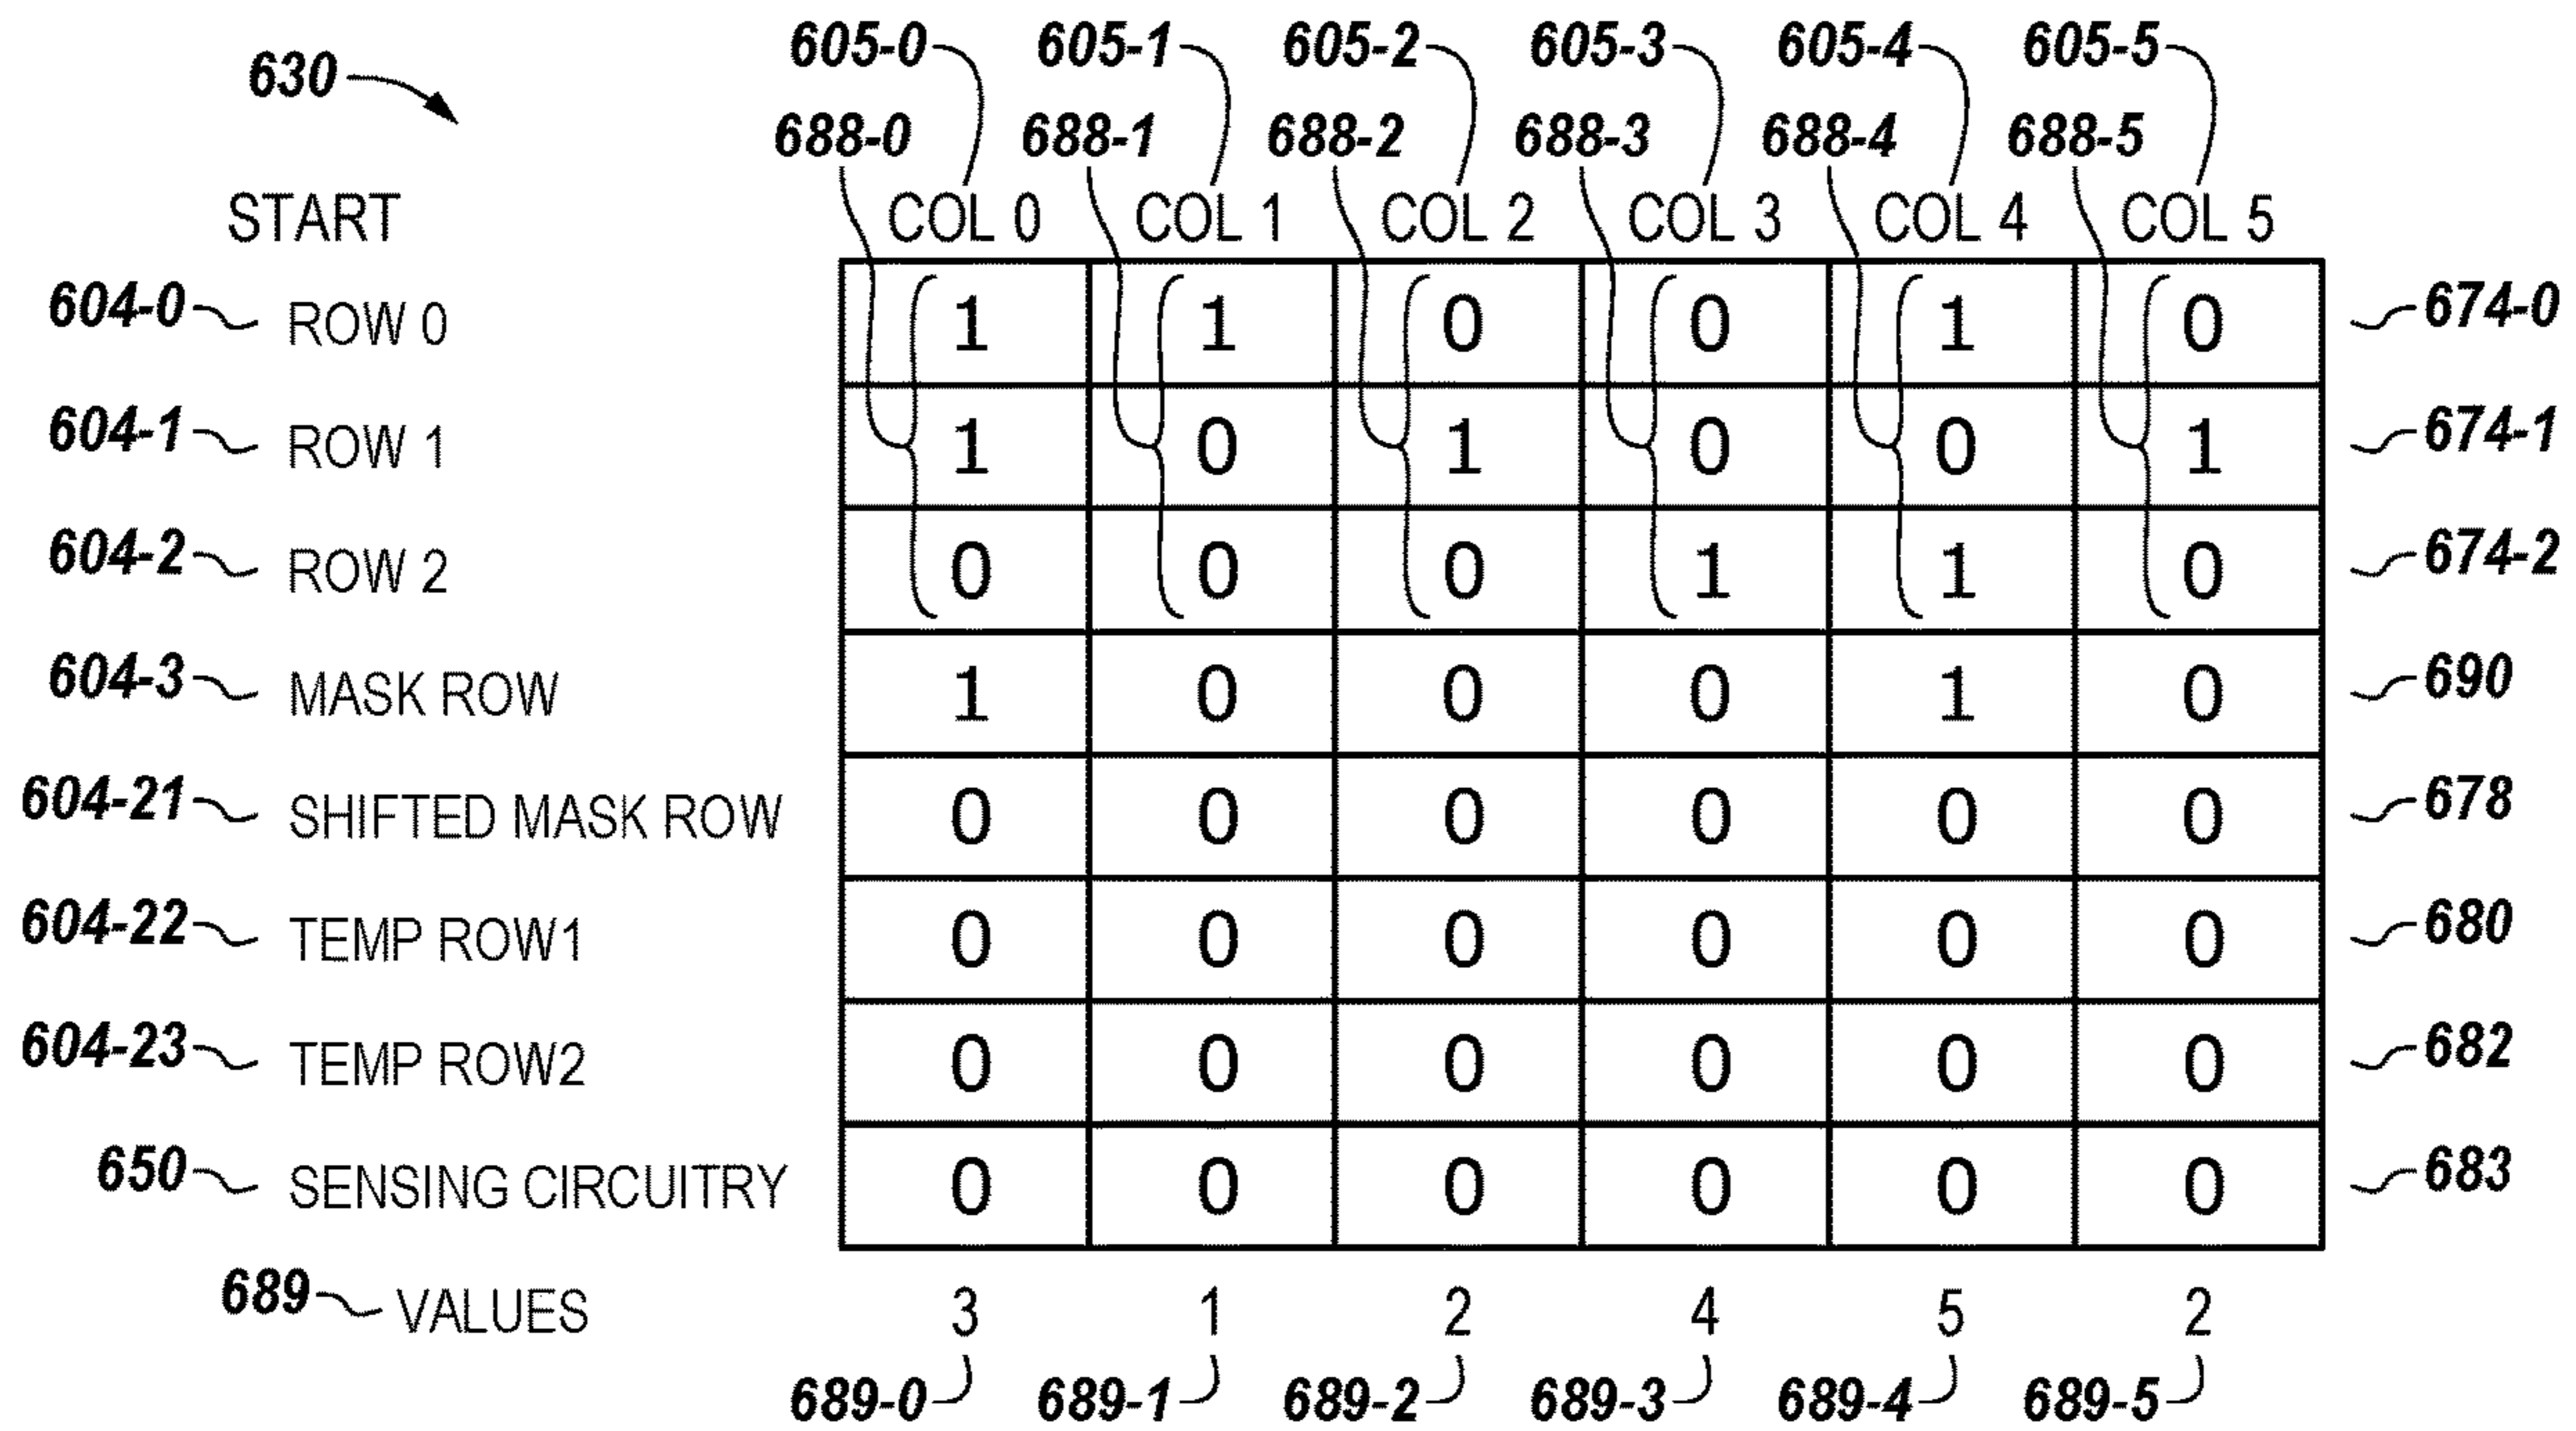 605-0 605-1 605-2 605-3 605-4 605-5
630
688-0 688-1 688-2 688-3 688-4 688-5
START COL 0 COL 1 COL 2 COL 3 COL 4 COL 5
604-0 ROW 0 1 1 0 0 1 0 674-0
604-1 ROW 1 1 0 1 0 0 1 674-1
604-2 ROW 2 0 0 0 1 1 0 674-2
604-3 MASK ROW 1 0 0 0 1 0 690
604-21 SHIFTED MASK ROW 0 0 0 0 0 0 678
604-22 TEMP ROW1 0 0 0 0 0 0 680
604-23 TEMP ROW2 0 0 0 0 0 0 682
650 SENSING CIRCUITRY 0 0 0 0 0 0 683
689 VALUES 3 1 2 4 5 2
689-0 689-1 689-2 689-3 689-4 689-5